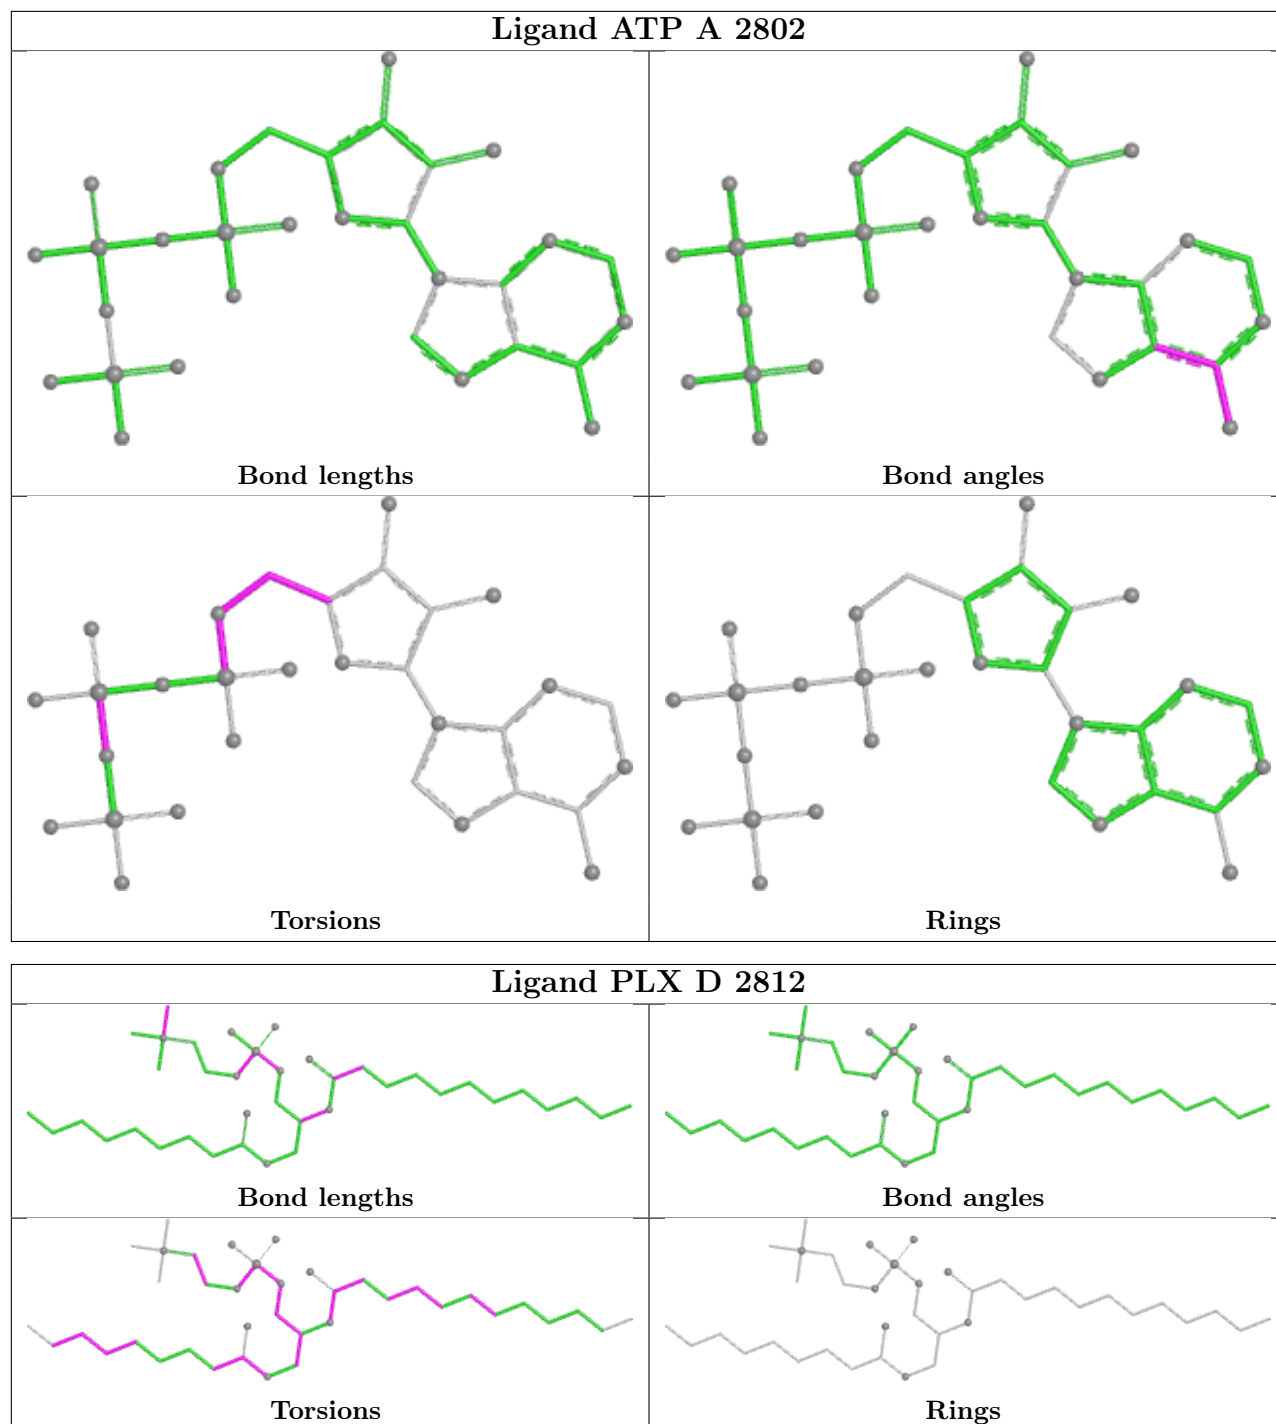 Ligand ATP A 2802
Bond lengths
Bond angles
Torsions
Rings
Ligand PLX D 2812
Bond lengths
Bond angles
Torsions
Rings